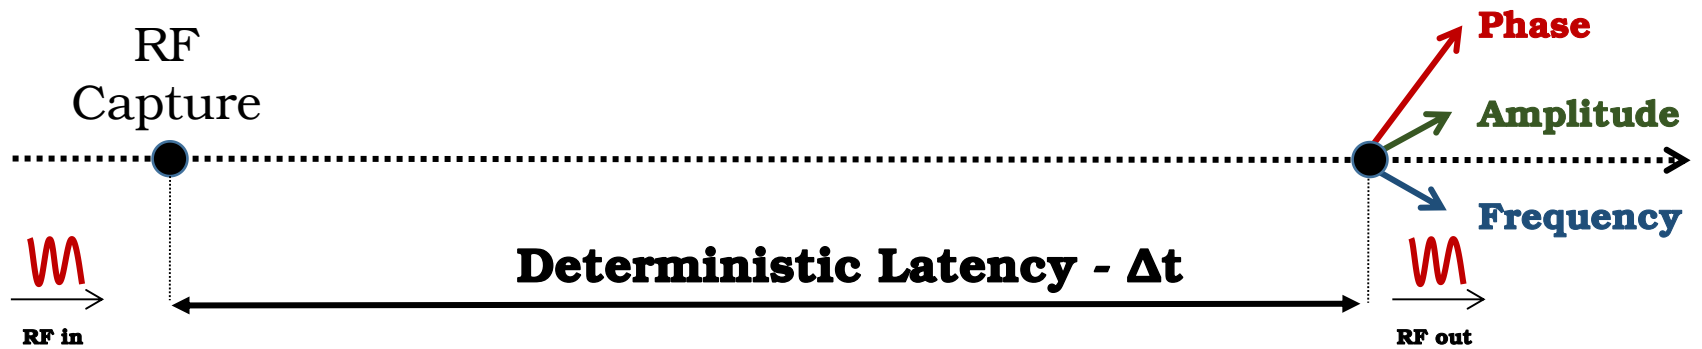 RF
Capture
Phase
Amplitude
Frequency
Deterministic Latency - Δt
RF in
RF out